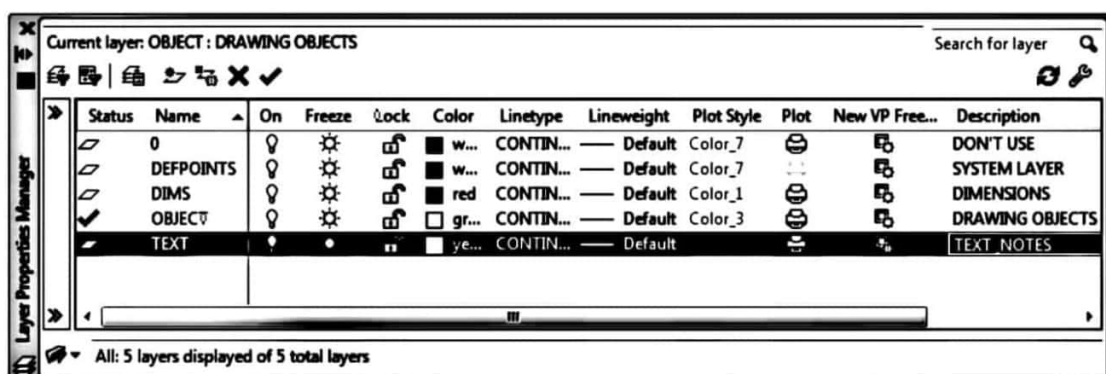 Current layer: OBJECT : DRAWING OBJECTS
Search for layer
Status Name On Freeze Lock Color Linetype Lineweight Plot Style Plot New VP Free... Description
0 w... CONTIN... Default Color_7 DON'T USE
DEFPOINTS w... CONTIN... Default Color_7 SYSTEM LAYER
DIMS red CONTIN... Default Color_1 DIMENSIONS
OBJECT gr... CONTIN... Default Color_3 DRAWING OBJECTS
TEXT ye... CONTIN... Default TEXT NOTES
Layer Properties Manager
All: 5 layers displayed of 5 total layers